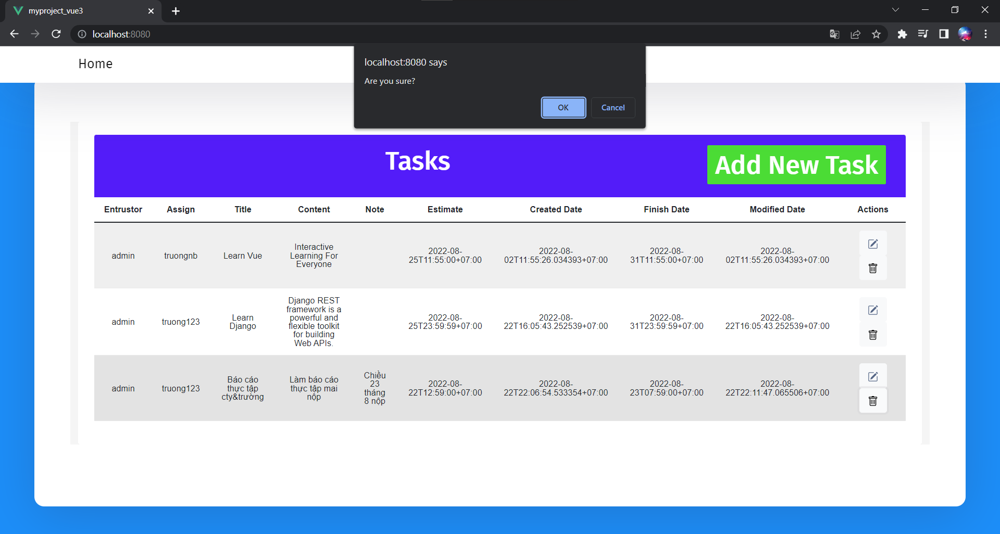 myproject_vue3
localhost:8080
Home
localhost:8080 says
Are you sure?
OK
Cancel
Tasks
Add New Task
Entrustor
Assign
Title
Content
Note
Estimate
Created Date
Finish Date
Modified Date
Actions
admin
truongnb
Learn Vue
Interactive
Learning For
Everyone
2022-08-
25T11:55:00+07:00
2022-08-
02T11:55:26.034393+07:00
2022-08-
31T11:55:00+07:00
2022-08-
02T11:55:26.034393+07:00
admin
truong123
Learn
Django
Django REST
framework is a
powerful and
flexible toolkit
for building
Web APIs.
2022-08-
25T23:59:59+07:00
2022-08-
22T16:05:43.252539+07:00
2022-08-
31T23:59:59+07:00
2022-08-
22T16:05:43.252539+07:00
admin
truong123
Báo cáo
thực tập
cty&trường
Làm báo cáo
thực tập mai
nộp
Chiều
23
tháng
8 nộp
2022-08-
22T12:59:00+07:00
2022-08-
22T22:06:54.533354+07:00
2022-08-
23T07:59:00+07:00
2022-08-
22T22:11:47.065506+07:00